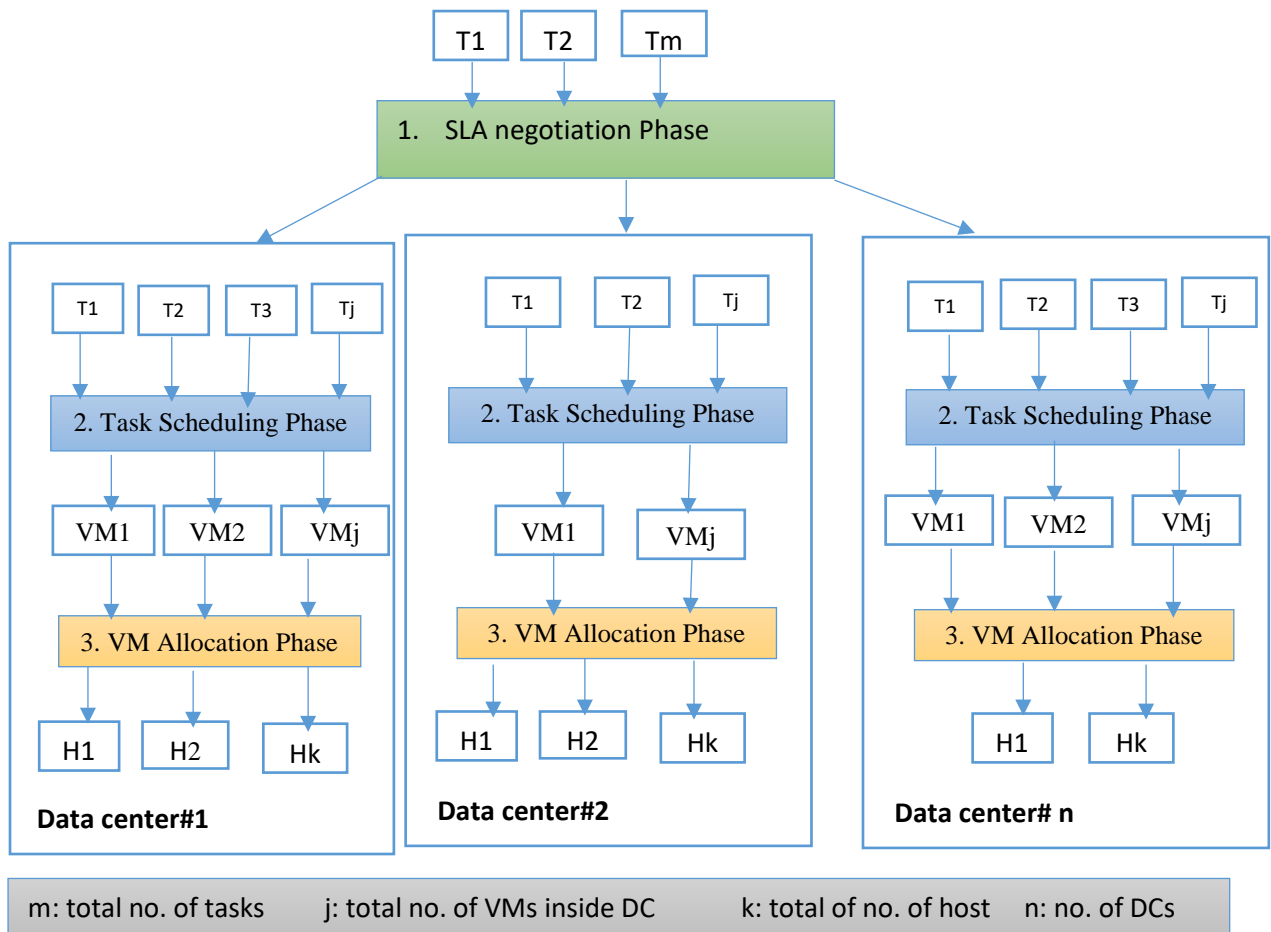 T1 T2 Tm
1. SLA negotiation Phase
T1 T2 T3 Tj
2. Task Scheduling Phase
VM1 VM2 VMj
3. VM Allocation Phase
H1 H2 Hk
Data center#1
T1 T2 Tj
2. Task Scheduling Phase
VM1 VMj
3. VM Allocation Phase
H1 H2 Hk
Data center#2
T1 T2 T3 Tj
2. Task Scheduling Phase
VM1 VM2 VMj
3. VM Allocation Phase
H1 Hk
Data center# n
m: total no. of tasks j: total no. of VMs inside DC k: total of no. of host n: no. of DCs